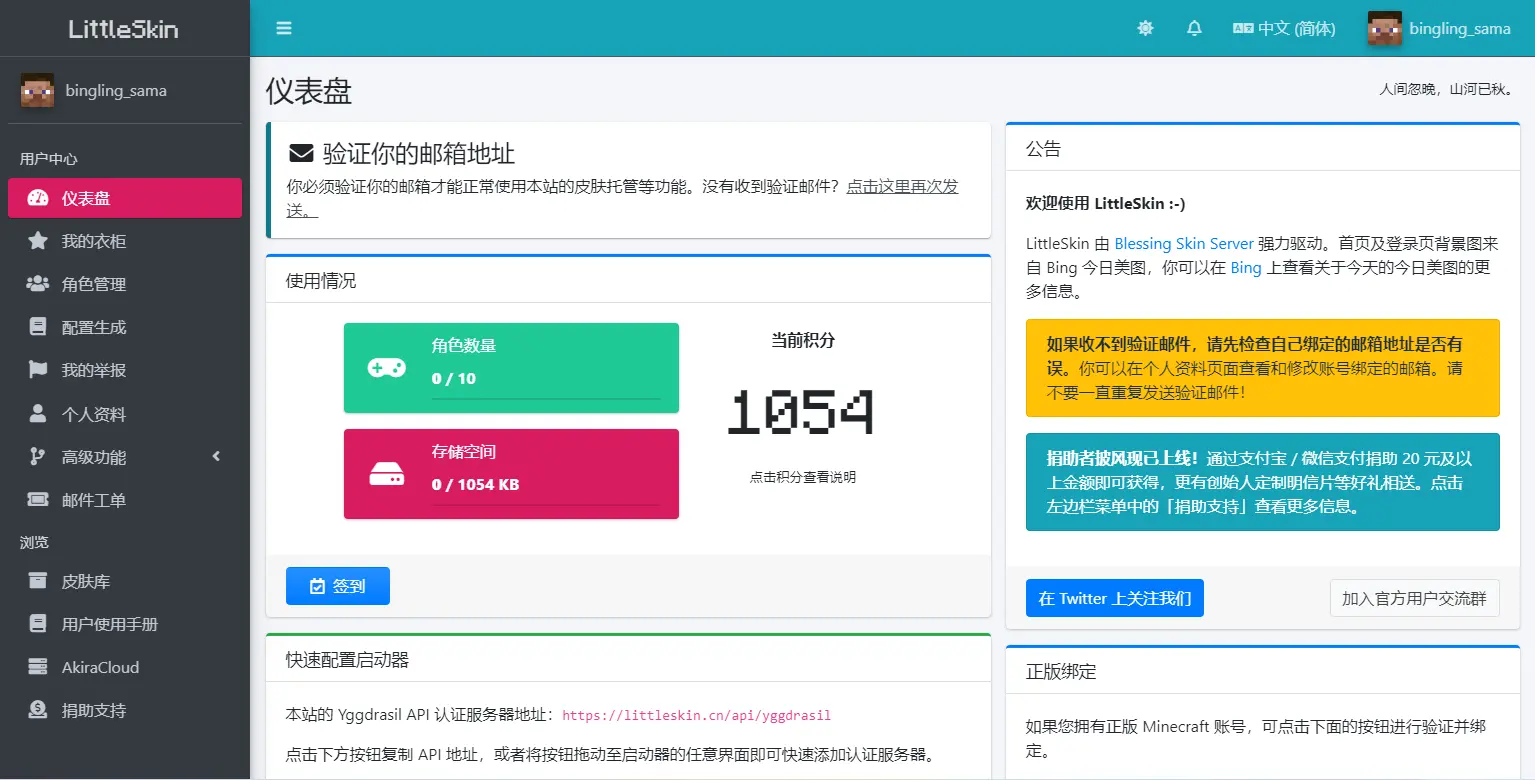 LittleSkin
bingling_sama
用户中心
仪表盘
我的衣柜
角色管理
配置生成
我的举报
个人资料
高级功能
邮件工单
浏览
皮肤库
用户使用手册
AkiraCloud
捐助支持
中文 (简体)
bingling_sama
仪表盘
人间忽晚，山河已秋。
验证你的邮箱地址
你必须验证你的邮箱才能正常使用本站的皮肤托管等功能。没有收到验证邮件？点击这里再次发
送。
使用情况
角色数量
0 / 10
存储空间
0 / 1054 KB
当前积分
1054
点击积分查看说明
签到
快速配置启动器
本站的 Yggdrasil API 认证服务器地址：https://littleskin.cn/api/yggdrasil
点击下方按钮复制 API 地址，或者将按钮拖动至启动器的任意界面即可快速添加认证服务器。
公告
欢迎使用 LittleSkin :-)
LittleSkin 由 Blessing Skin Server 强力驱动。首页及登录页背景图来
自 Bing 今日美图，你可以在 Bing 上查看关于今天的今日美图的更
多信息。
如果收不到验证邮件，请先检查自己绑定的邮箱地址是否有
误。你可以在个人资料页面查看和修改账号绑定的邮箱。请
不要一直重复发送验证邮件！
捐助者披风现已上线！通过支付宝 / 微信支付捐助 20 元及以
上金额即可获得，更有创始人定制明信片等好礼相送。点击
左边栏菜单中的「捐助支持」查看更多信息。
在 Twitter 上关注我们
加入官方用户交流群
正版绑定
如果您拥有正版 Minecraft 账号，可点击下面的按钮进行验证并绑
定。